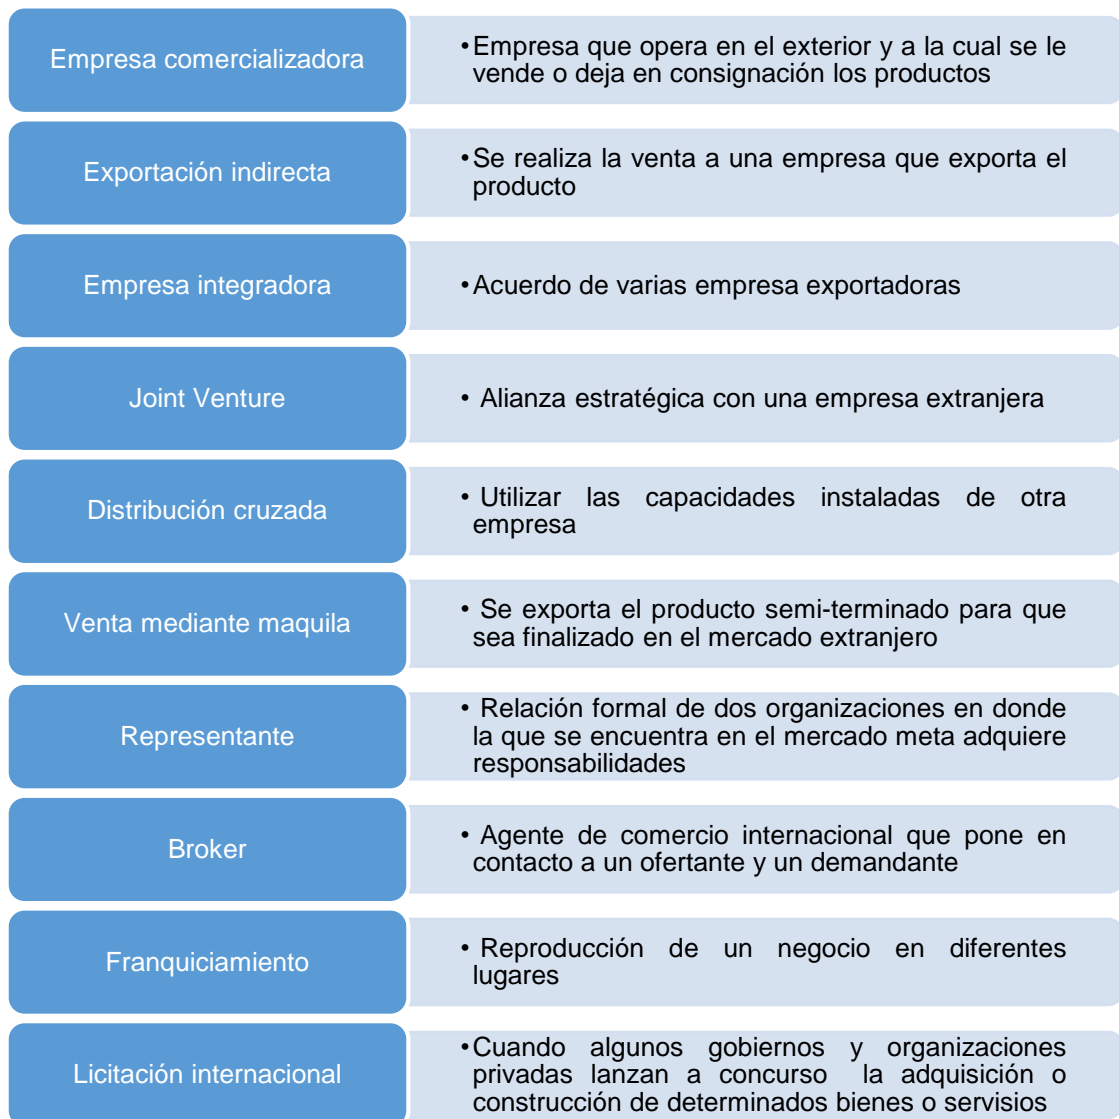 Empresa comercializadora
•Empresa que opera en el exterior y a la cual se le
vende o deja en consignación los productos
Exportación indirecta
•Se realiza la venta a una empresa que exporta el
producto
Empresa integradora
•Acuerdo de varias empresa exportadoras
Joint Venture
• Alianza estratégica con una empresa extranjera
Distribución cruzada
• Utilizar las capacidades instaladas de otra
empresa
Venta mediante maquila
• Se exporta el producto semi-terminado para que
sea finalizado en el mercado extranjero
Representante
• Relación formal de dos organizaciones en donde
la que se encuentra en el mercado meta adquiere
responsabilidades
Broker
• Agente de comercio internacional que pone en
contacto a un ofertante y un demandante
Franquiciamiento
• Reproducción de un negocio en diferentes
lugares
Licitación internacional
•Cuando algunos gobiernos y organizaciones
privadas lanzan a concurso la adquisición o
construcción de determinados bienes o servisios